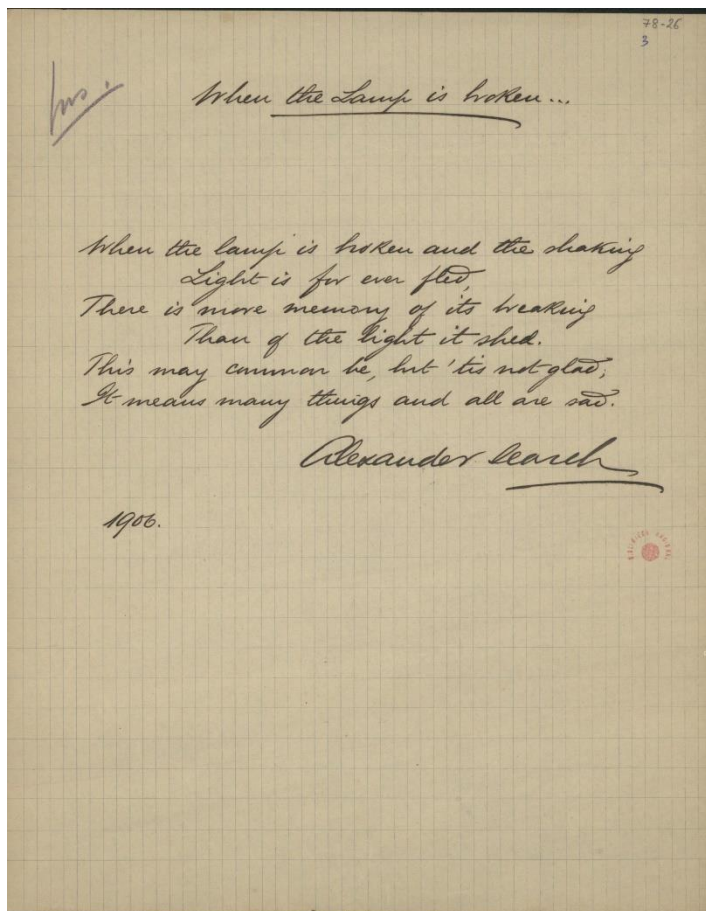 78-26
3
When the Lamp is broken...
When the lamp is broken and the shaking
Light is for ever fled,
There is more memory of its breaking
Than of the light it shed.
This may common be, but 'tis not glad;
It means many things and all are sad.
Alexander Search
1906.